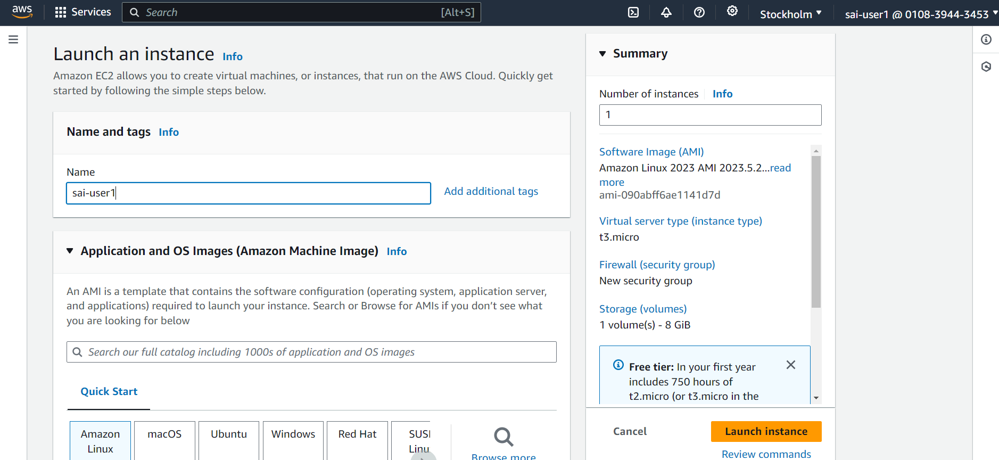 aws
Services
Search [Alt+S]
Stockholm
sai-user1 @ 0108-3944-3453
Launch an instance Info
Amazon EC2 allows you to create virtual machines, or instances, that run on the AWS Cloud. Quickly get
started by following the simple steps below.
Name and tags Info
Name
sai-user1
Add additional tags
Application and OS Images (Amazon Machine Image) Info
An AMI is a template that contains the software configuration (operating system, application server,
and applications) required to launch your instance. Search or Browse for AMIs if you don’t see what
you are looking for below
Search our full catalog including 1000s of application and OS images
Quick Start
Amazon
Linux
macOS
Ubuntu
Windows
Red Hat
SUSE
Linu
Browse more
Summary
Number of instances Info
1
Software Image (AMI)
Amazon Linux 2023 AMI 2023.5.2...read
more
ami-090abff6ae1141d7d
Virtual server type (instance type)
t3.micro
Firewall (security group)
New security group
Storage (volumes)
1 volume(s) - 8 GiB
Free tier: In your first year
includes 750 hours of
t2.micro (or t3.micro in the
Cancel
Launch instance
Review commands